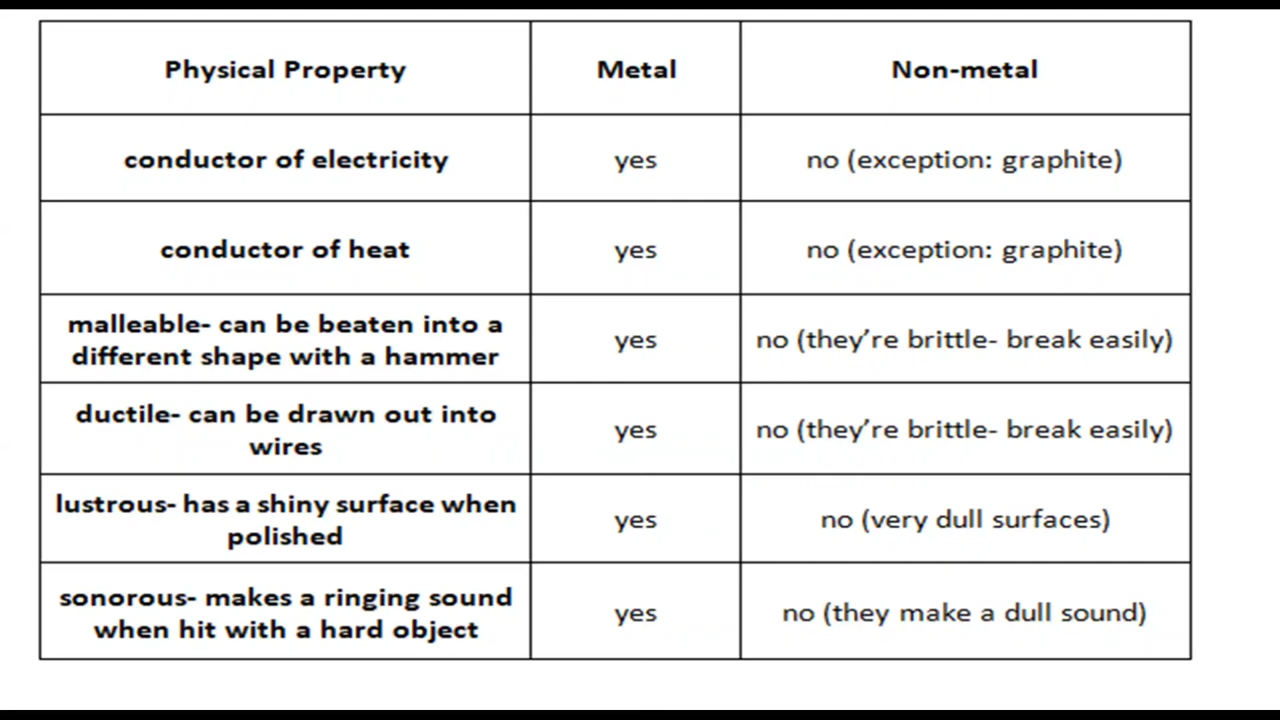 Physical Property Metal Non-metal
conductor of electricity yes no (exception: graphite)
conductor of heat yes no (exception: graphite)
malleable- can be beaten into a
different shape with a hammer yes no (they’re brittle- break easily)
ductile- can be drawn out into
wires yes no (they’re brittle- break easily)
lustrous- has a shiny surface when
polished yes no (very dull surfaces)
sonorous- makes a ringing sound
when hit with a hard object yes no (they make a dull sound)